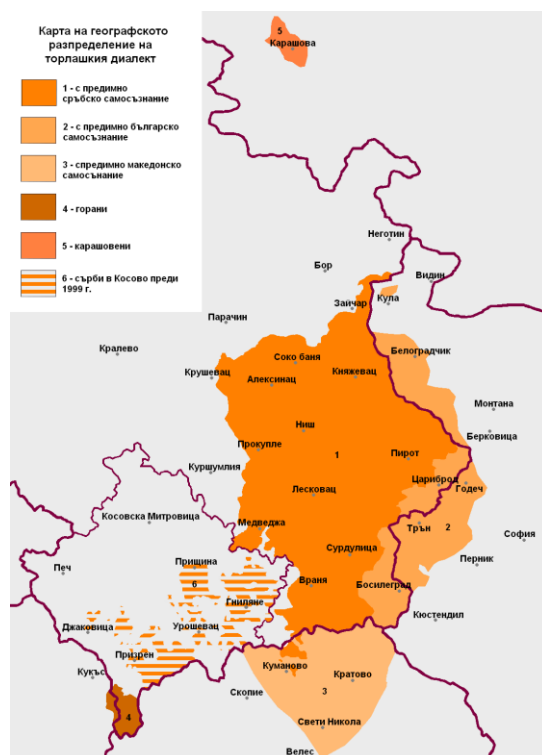 Карта на географското
разпределение на
торлашкия диалект
1 - с предимно
сръбско самосъзнание
2 - с предимно българско
самосъзнание
3 - спредимно македонско
самосъзнание
4 - горани
5 - карашовени
6 - сърби в Косово преди
1999 г.
5
Карашова
Неготин
Бор
Видин
Зайчар
Кула
Парачин
Кралево
Соко баня
Белоградчик
Крушевац
Алексинац
Княжевац
Монтана
Ниш
Берковица
Прокупле
1
Пирот
Куршумлия
Цариброд
Годеч
Лесковац
Косовска Митровица
Медведжа
Трън
2
София
Сурдулица
Перник
Печ
Прищина
6
Враня
Босилеград
Гниляне
Кюстендил
Джаковица
Урошевац
Призрен
Куманово
Кукъс
Кратово
Скопие
3
4
Свети Никола
Велес